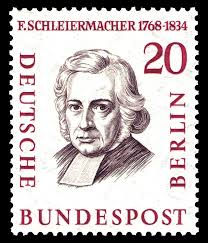 F. SCHLEIERMACHER 1768-1834
20
DEUTSCHE
BERLIN
BUNDESPOST